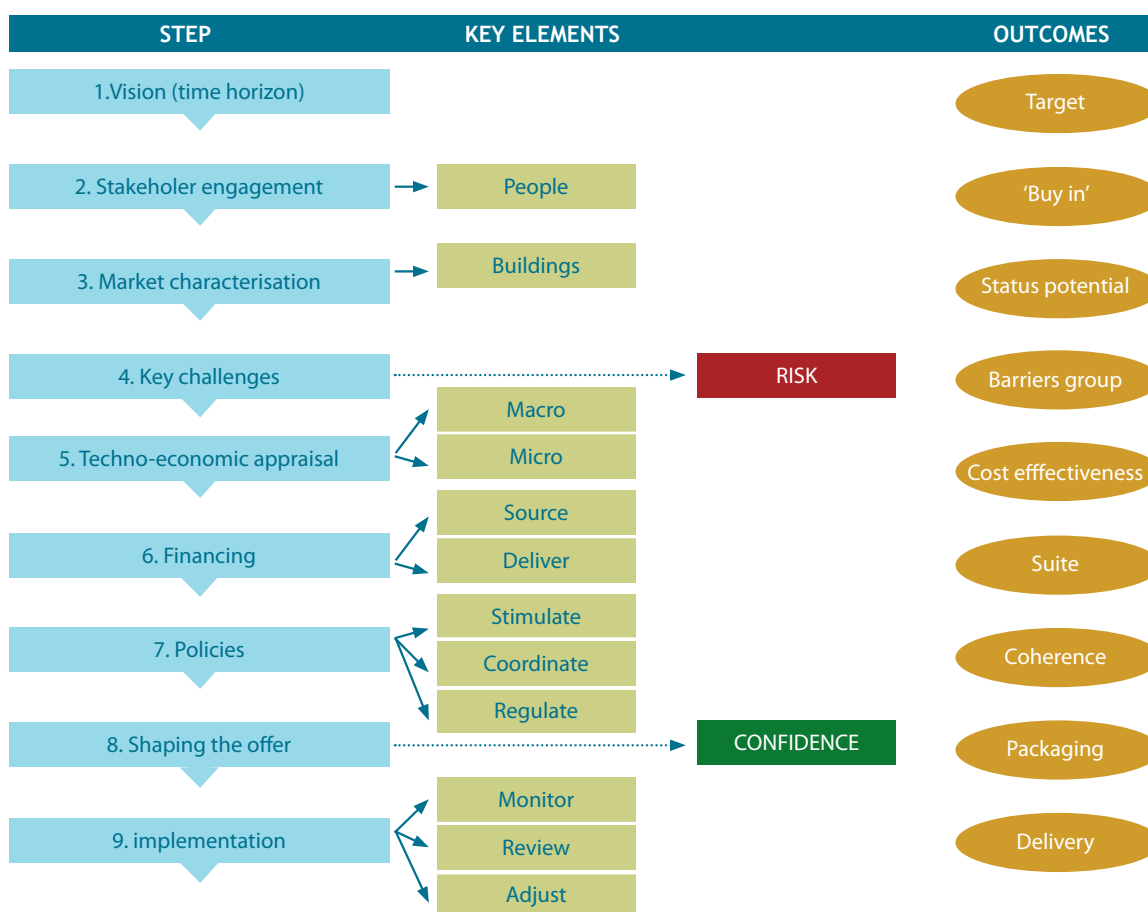 STEP KEY ELEMENTS OUTCOMES
1.Vision (time horizon) Target
2. Stakeholer engagement People 'Buy in'
3. Market characterisation Buildings Status potential
4. Key challenges RISK Barriers group
Macro
5. Techno-economic appraisal Micro Cost efffectiveness
Source
6. Financing Deliver Suite
Stimulate
7. Policies Coordinate Coherence
Regulate
8. Shaping the offer CONFIDENCE Packaging
Monitor
9. implementation Review Delivery
Adjust